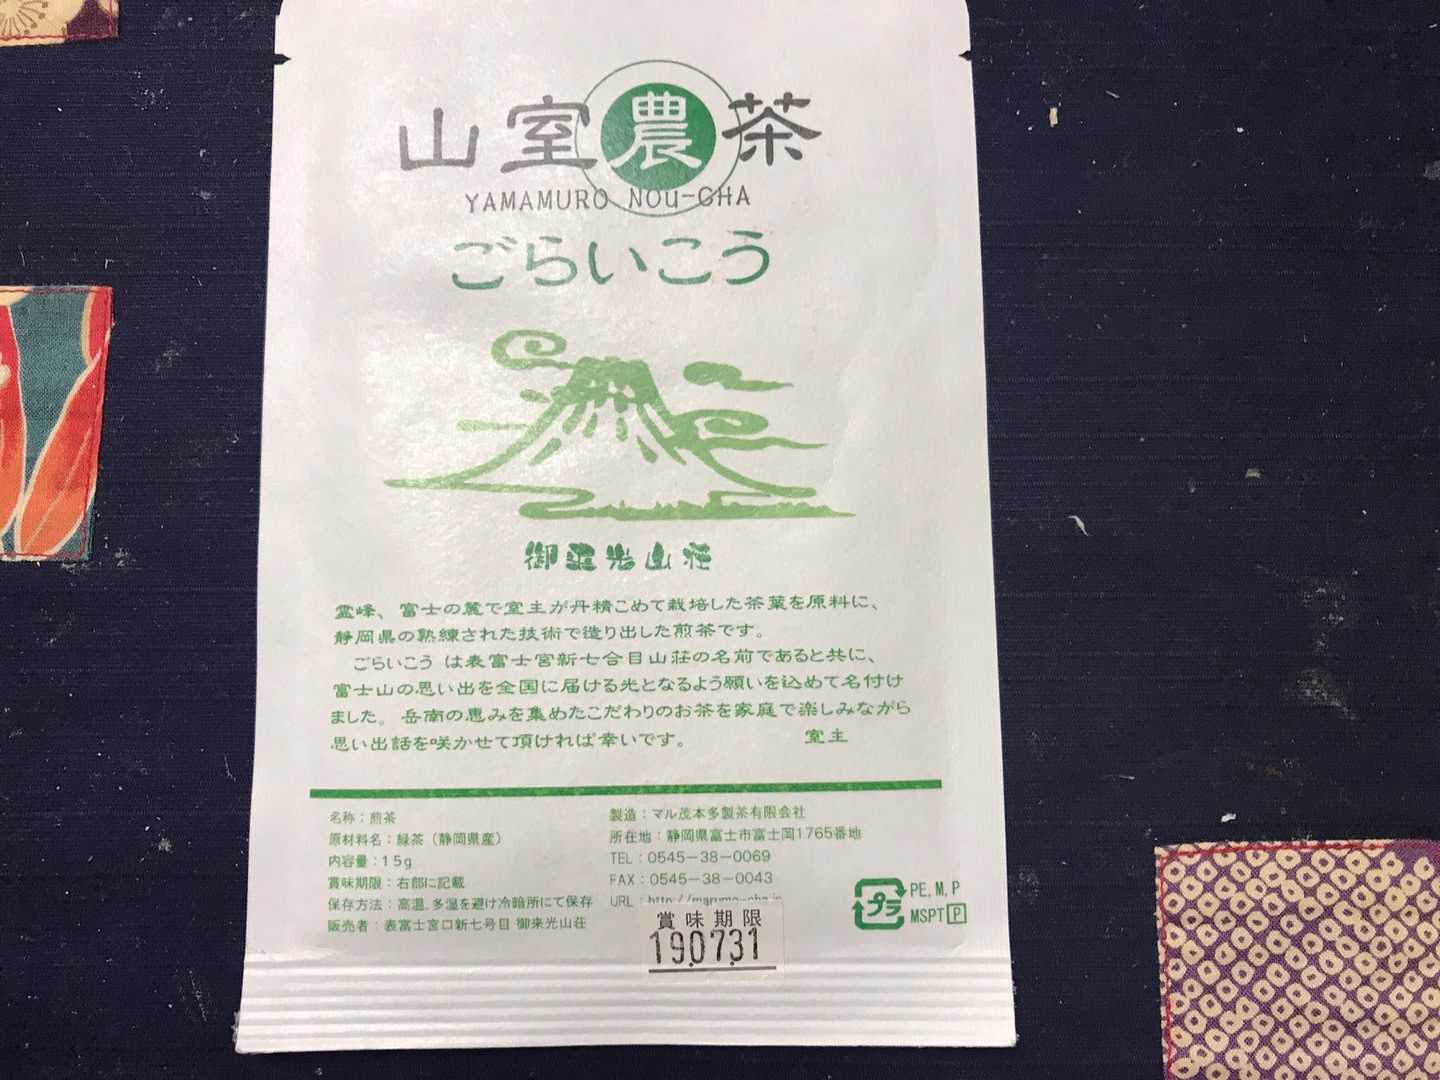 山室農茶
YAMAMURO NOU-CHA
ごらいこう
御来光山荘
霊峰、富士の麓で室主が丹精こめて栽培した茶葉を原料に、
静岡県の熟練された技術で造り出した煎茶です。
ごらいこう は表富士宮新七合目山荘の名前であると共に、
富士山の思い出を全国に届ける光となるよう願いを込めて名付け
ました。岳南の恵みを集めたこだわりのお茶を家庭で楽しみながら
思い出話を咲かせて頂ければ幸いです。
室主
名称：煎茶
原材料名：緑茶（静岡県産）
内容量：15g
賞味期限：右部に記載
保存方法：高温、多湿を避け冷暗所にて保存
販売者：表富士宮口新七号目 御来光山荘
製造：マル茂本多製茶有限会社
所在地：静岡県富士市富士岡1765番地
TEL：0545−38−0069
FAX：0545−38−0043
URL：
賞味期限
19.07.31
プラ
PE, M, P
MSPT P